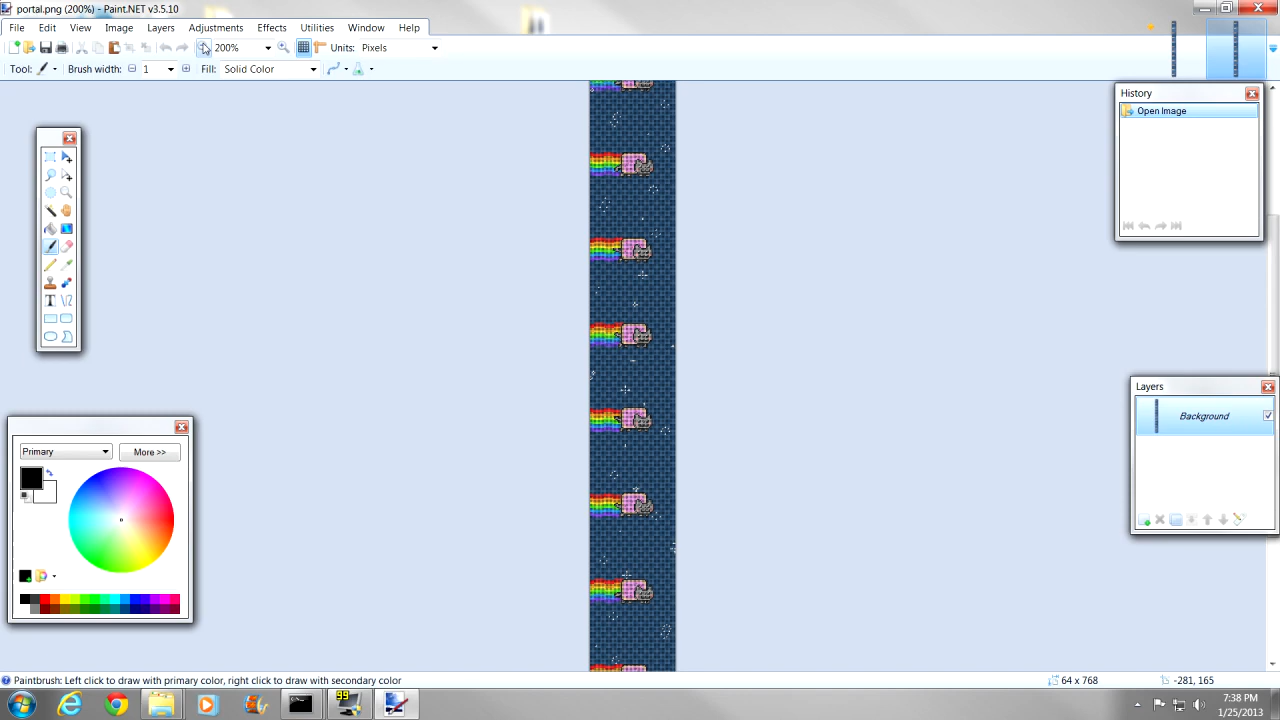 portal.png (200%) - Paint.NET v3.5.10
File Edit View Image Layers Adjustments Effects Utilities Window Help
200% Units: Pixels
Tool: Brush width: 1 Fill: Solid Color
History
Open Image
Layers
Background
Primary More >>
Paintbrush: Left click to draw with primary color, right click to draw with secondary color 64 x 768 -281, 165
99
7:38 PM
1/25/2013